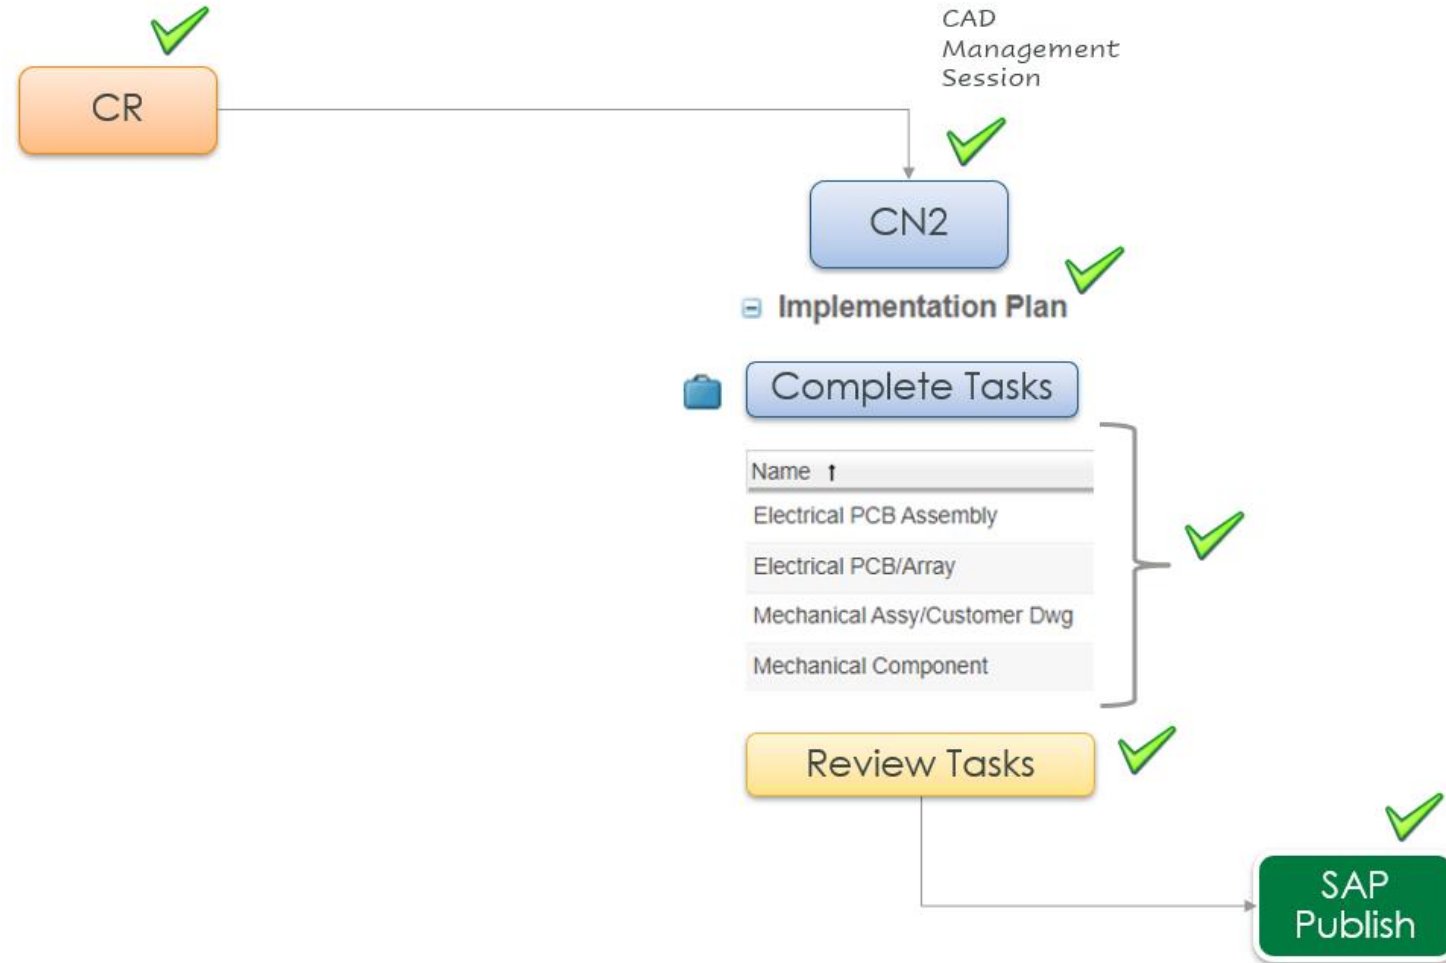 CAD
Management
Session
CR
CN2
Implementation Plan
Complete Tasks
Name ↑
Electrical PCB Assembly
Electrical PCB/Array
Mechanical Assy/Customer Dwg
Mechanical Component
Review Tasks
SAP
Publish